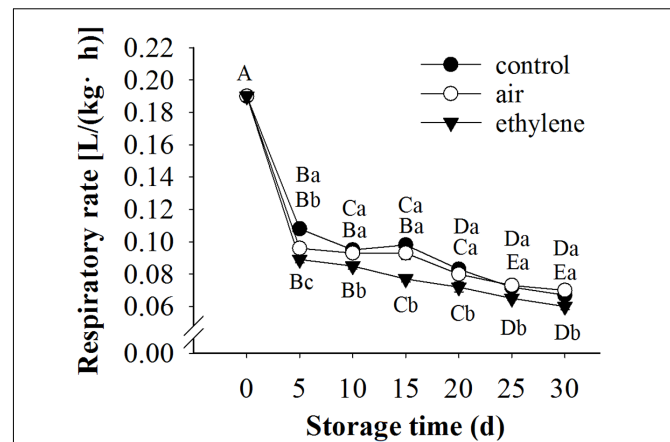 Respiratory rate [L/(kg· h)]
0.22
0.20
0.18
0.16
0.14
0.12
0.10
0.08
0.06
0.00
control
air
ethylene
A
Ba
Bb
Bc
Ca
Ba
Bb
Ca
Ba
Cb
Da
Ca
Cb
Da
Ea
Db
Da
Ea
Db
0 5 10 15 20 25 30
Storage time (d)